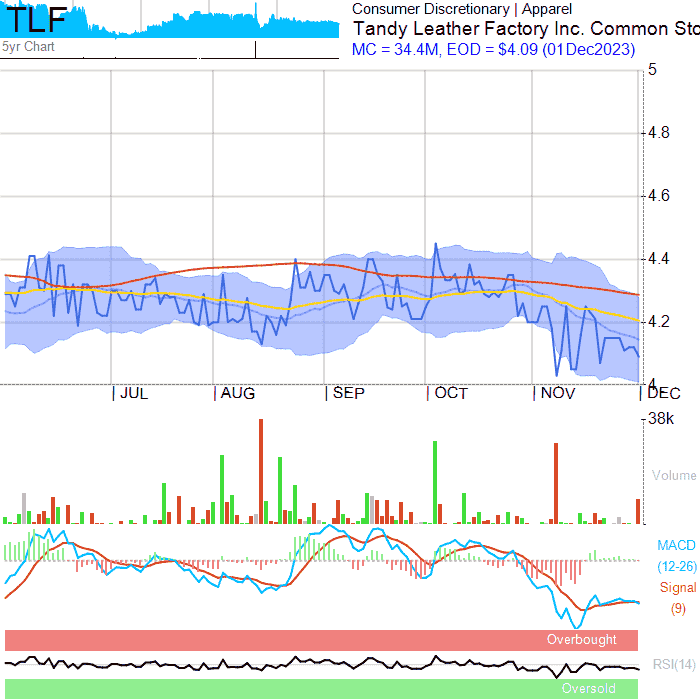 TLF
5yr Chart
Consumer Discretionary | Apparel
Tandy Leather Factory Inc. Common Sto
MC = 34.4M, EOD = $4.09 (01Dec2023)
5
4.8
4.6
4.4
4.2
4
JUL AUG SEP OCT NOV DEC
38k
Volume
MACD
(12-26)
Signal
(9)
Overbought
RSI(14)
Oversold